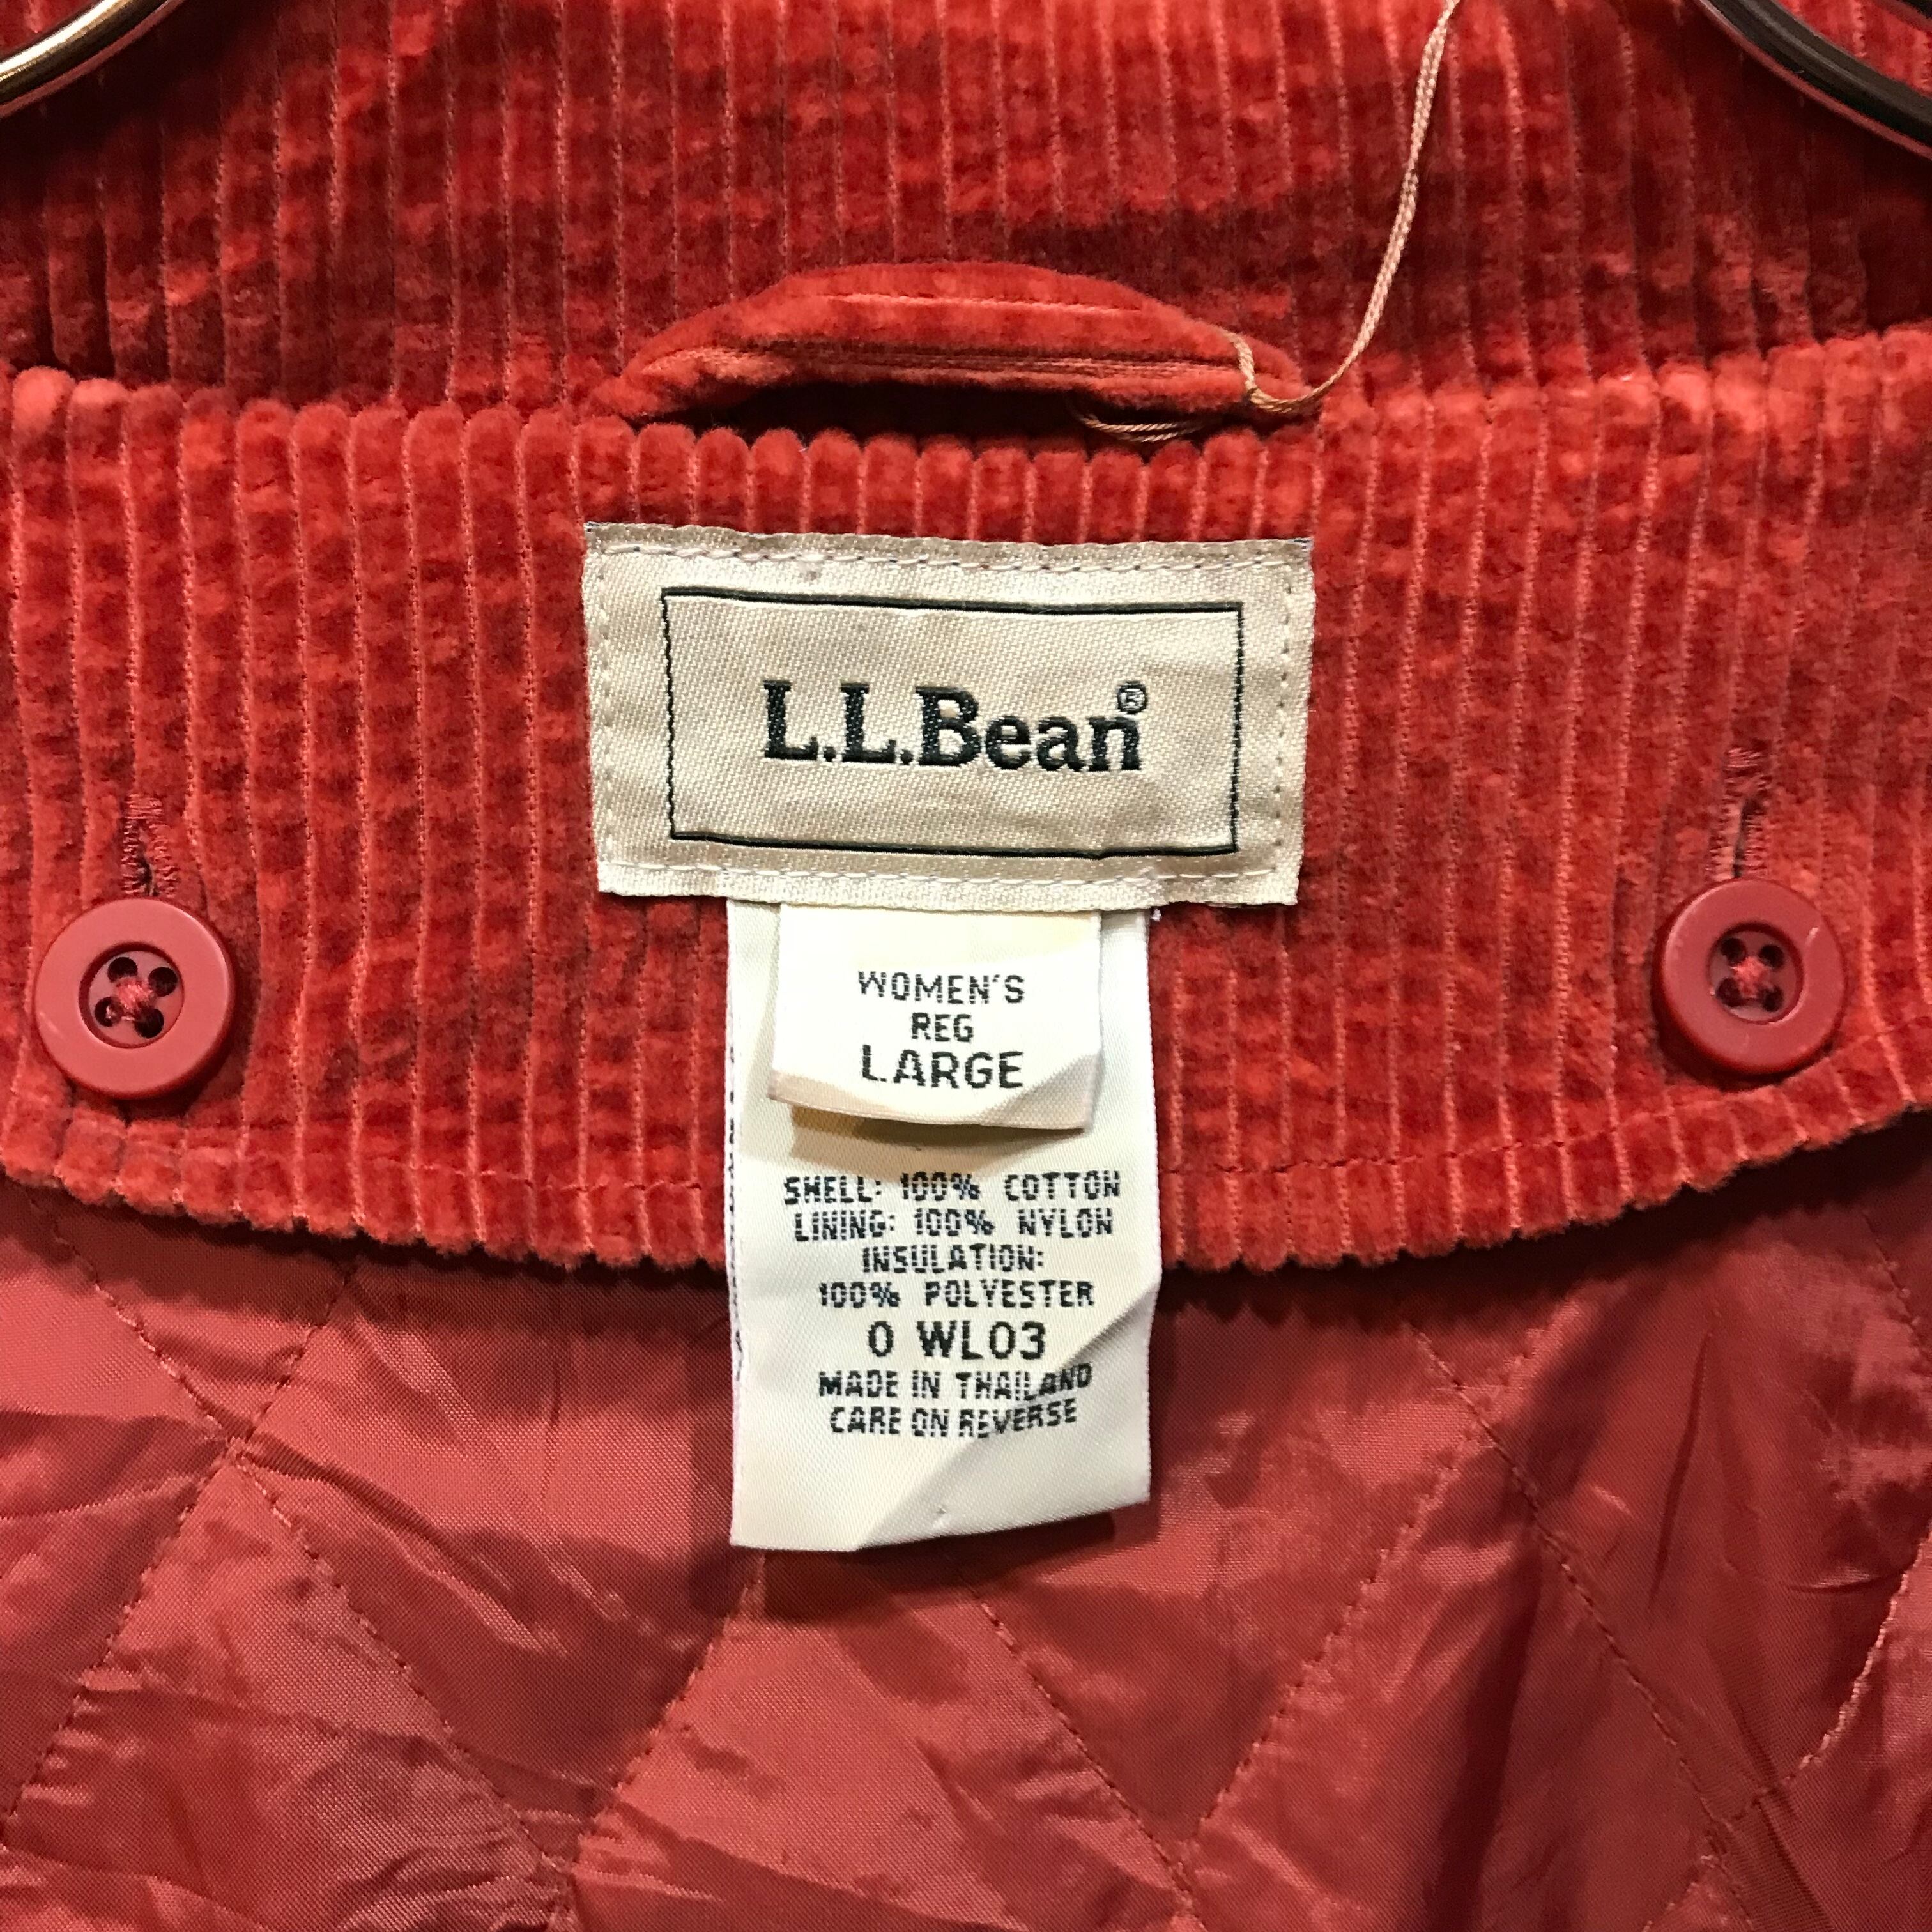 L.L.Bean®
WOMEN'S
REG
LARGE
SHELL: 100% COTTON
LINING: 100% NYLON
INSULATION:
100% POLYESTER
0 WL03
MADE IN THAILAND
CARE ON REVERSE